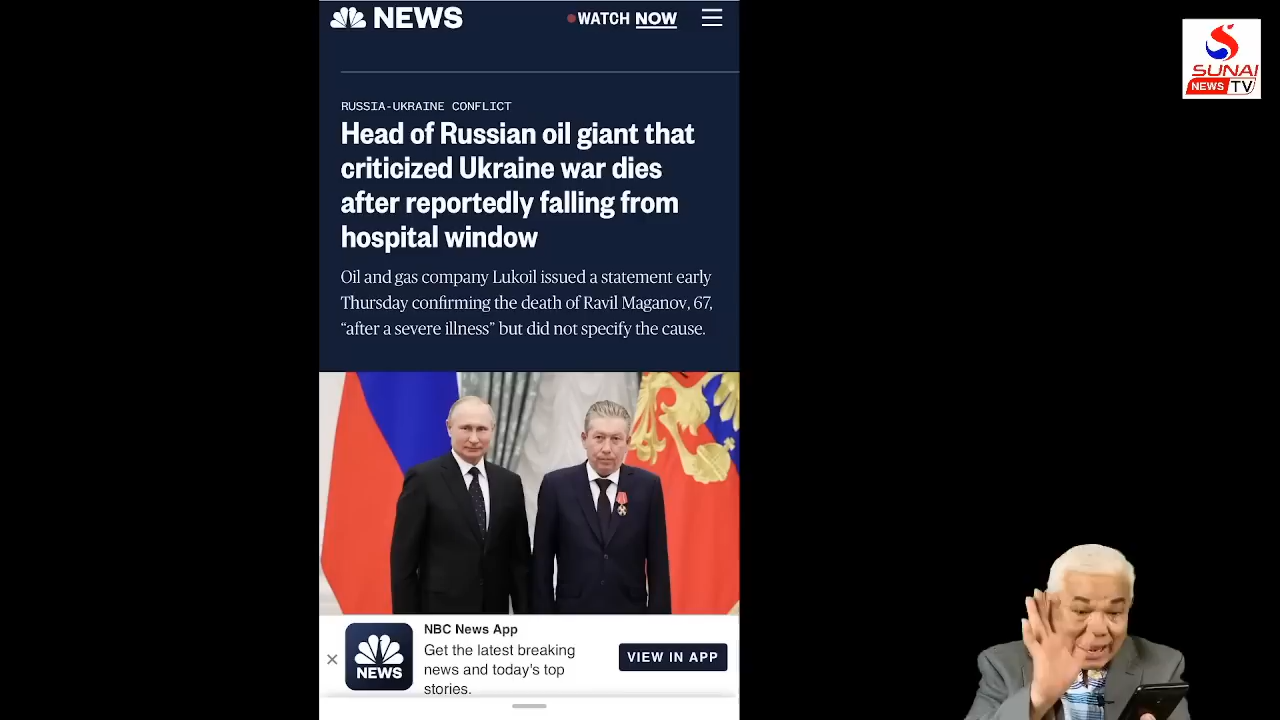 NEWS
WATCH NOW
SUNAI
NEWS TV
RUSSIA-UKRAINE CONFLICT
Head of Russian oil giant that
criticized Ukraine war dies
after reportedly falling from
hospital window
Oil and gas company Lukoil issued a statement early
Thursday confirming the death of Ravil Maganov, 67,
“after a severe illness” but did not specify the cause.
NBC News App
Get the latest breaking
news and today's top
stories.
NEWS
VIEW IN APP